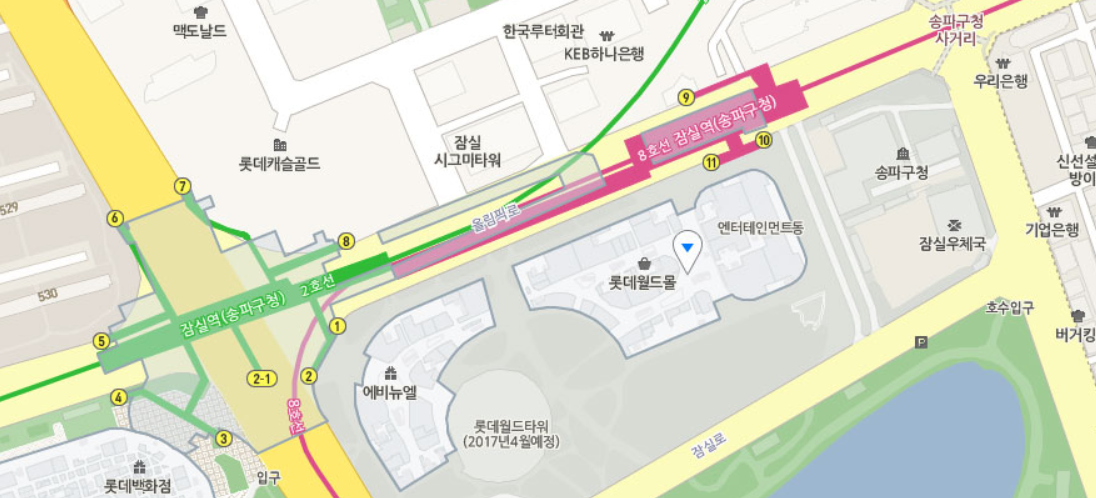 맥도날드
한국루터회관
KEB하나은행
송파구청
사거리
우리은행
9
8호선 잠실역(송파구청)
10
11
잠실
시그마타워
롯데캐슬골드
송파구청
신선설
방이
529
7
6
올림픽로
엔터테인먼트동
기업은행
잠실우체국
8
롯데월드몰
530
2호선
잠실역(송파구청)
호수입구
1
버거킹
5
P
2-1
2
4
에비뉴엘
8호선
3
롯데월드타워
(2017년4월예정)
잠실로
입구
롯데백화점